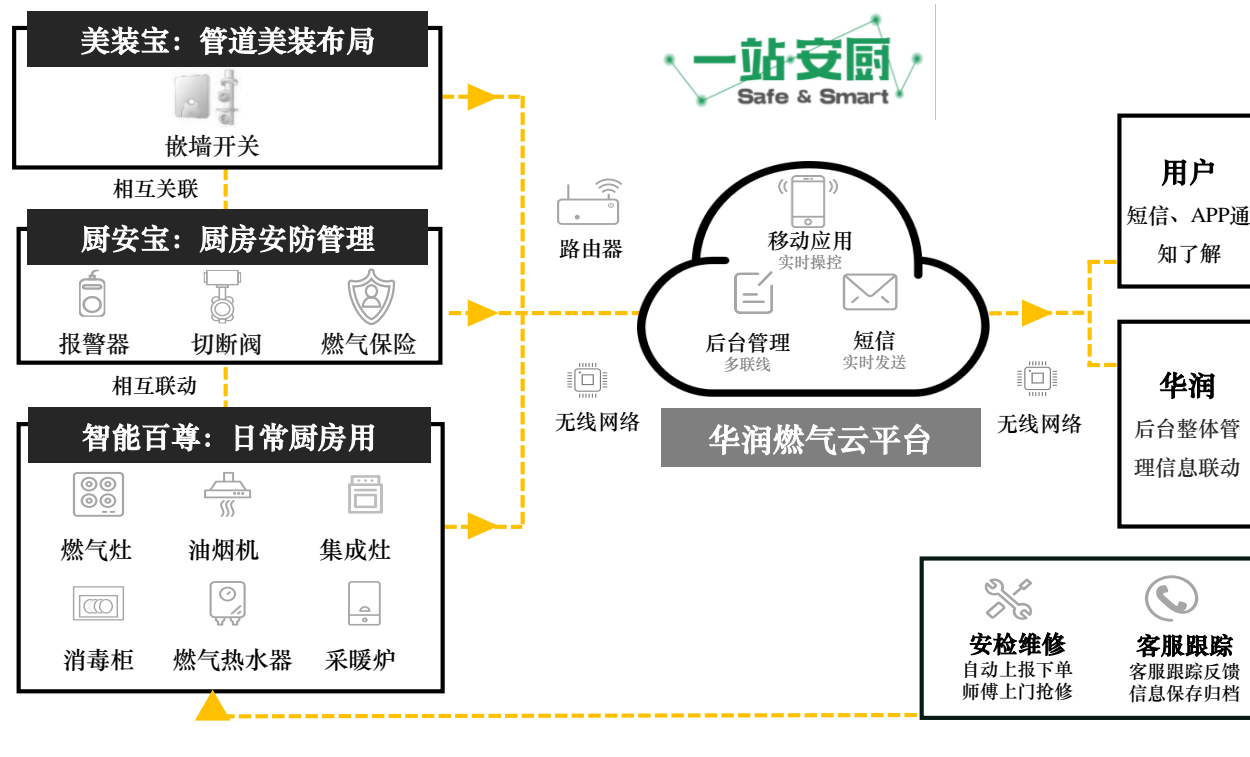 美装宝：管道美装布局
嵌墙开关
相互关联
厨安宝：厨房安防管理
报警器
切断阀
燃气保险
相互联动
智能百尊：日常厨房用
燃气灶
油烟机
集成灶
消毒柜
燃气热水器
采暖炉
一站安厨
Safe & Smart
路由器
无线网络
移动应用
实时操控
后台管理
多联线
短信
实时发送
华润燃气云平台
无线网络
用户
短信、APP通
知了解
华润
后台整体管
理信息联动
安检维修
自动上报下单
师傅上门抢修
客服跟踪
客服跟踪反馈
信息保存归档